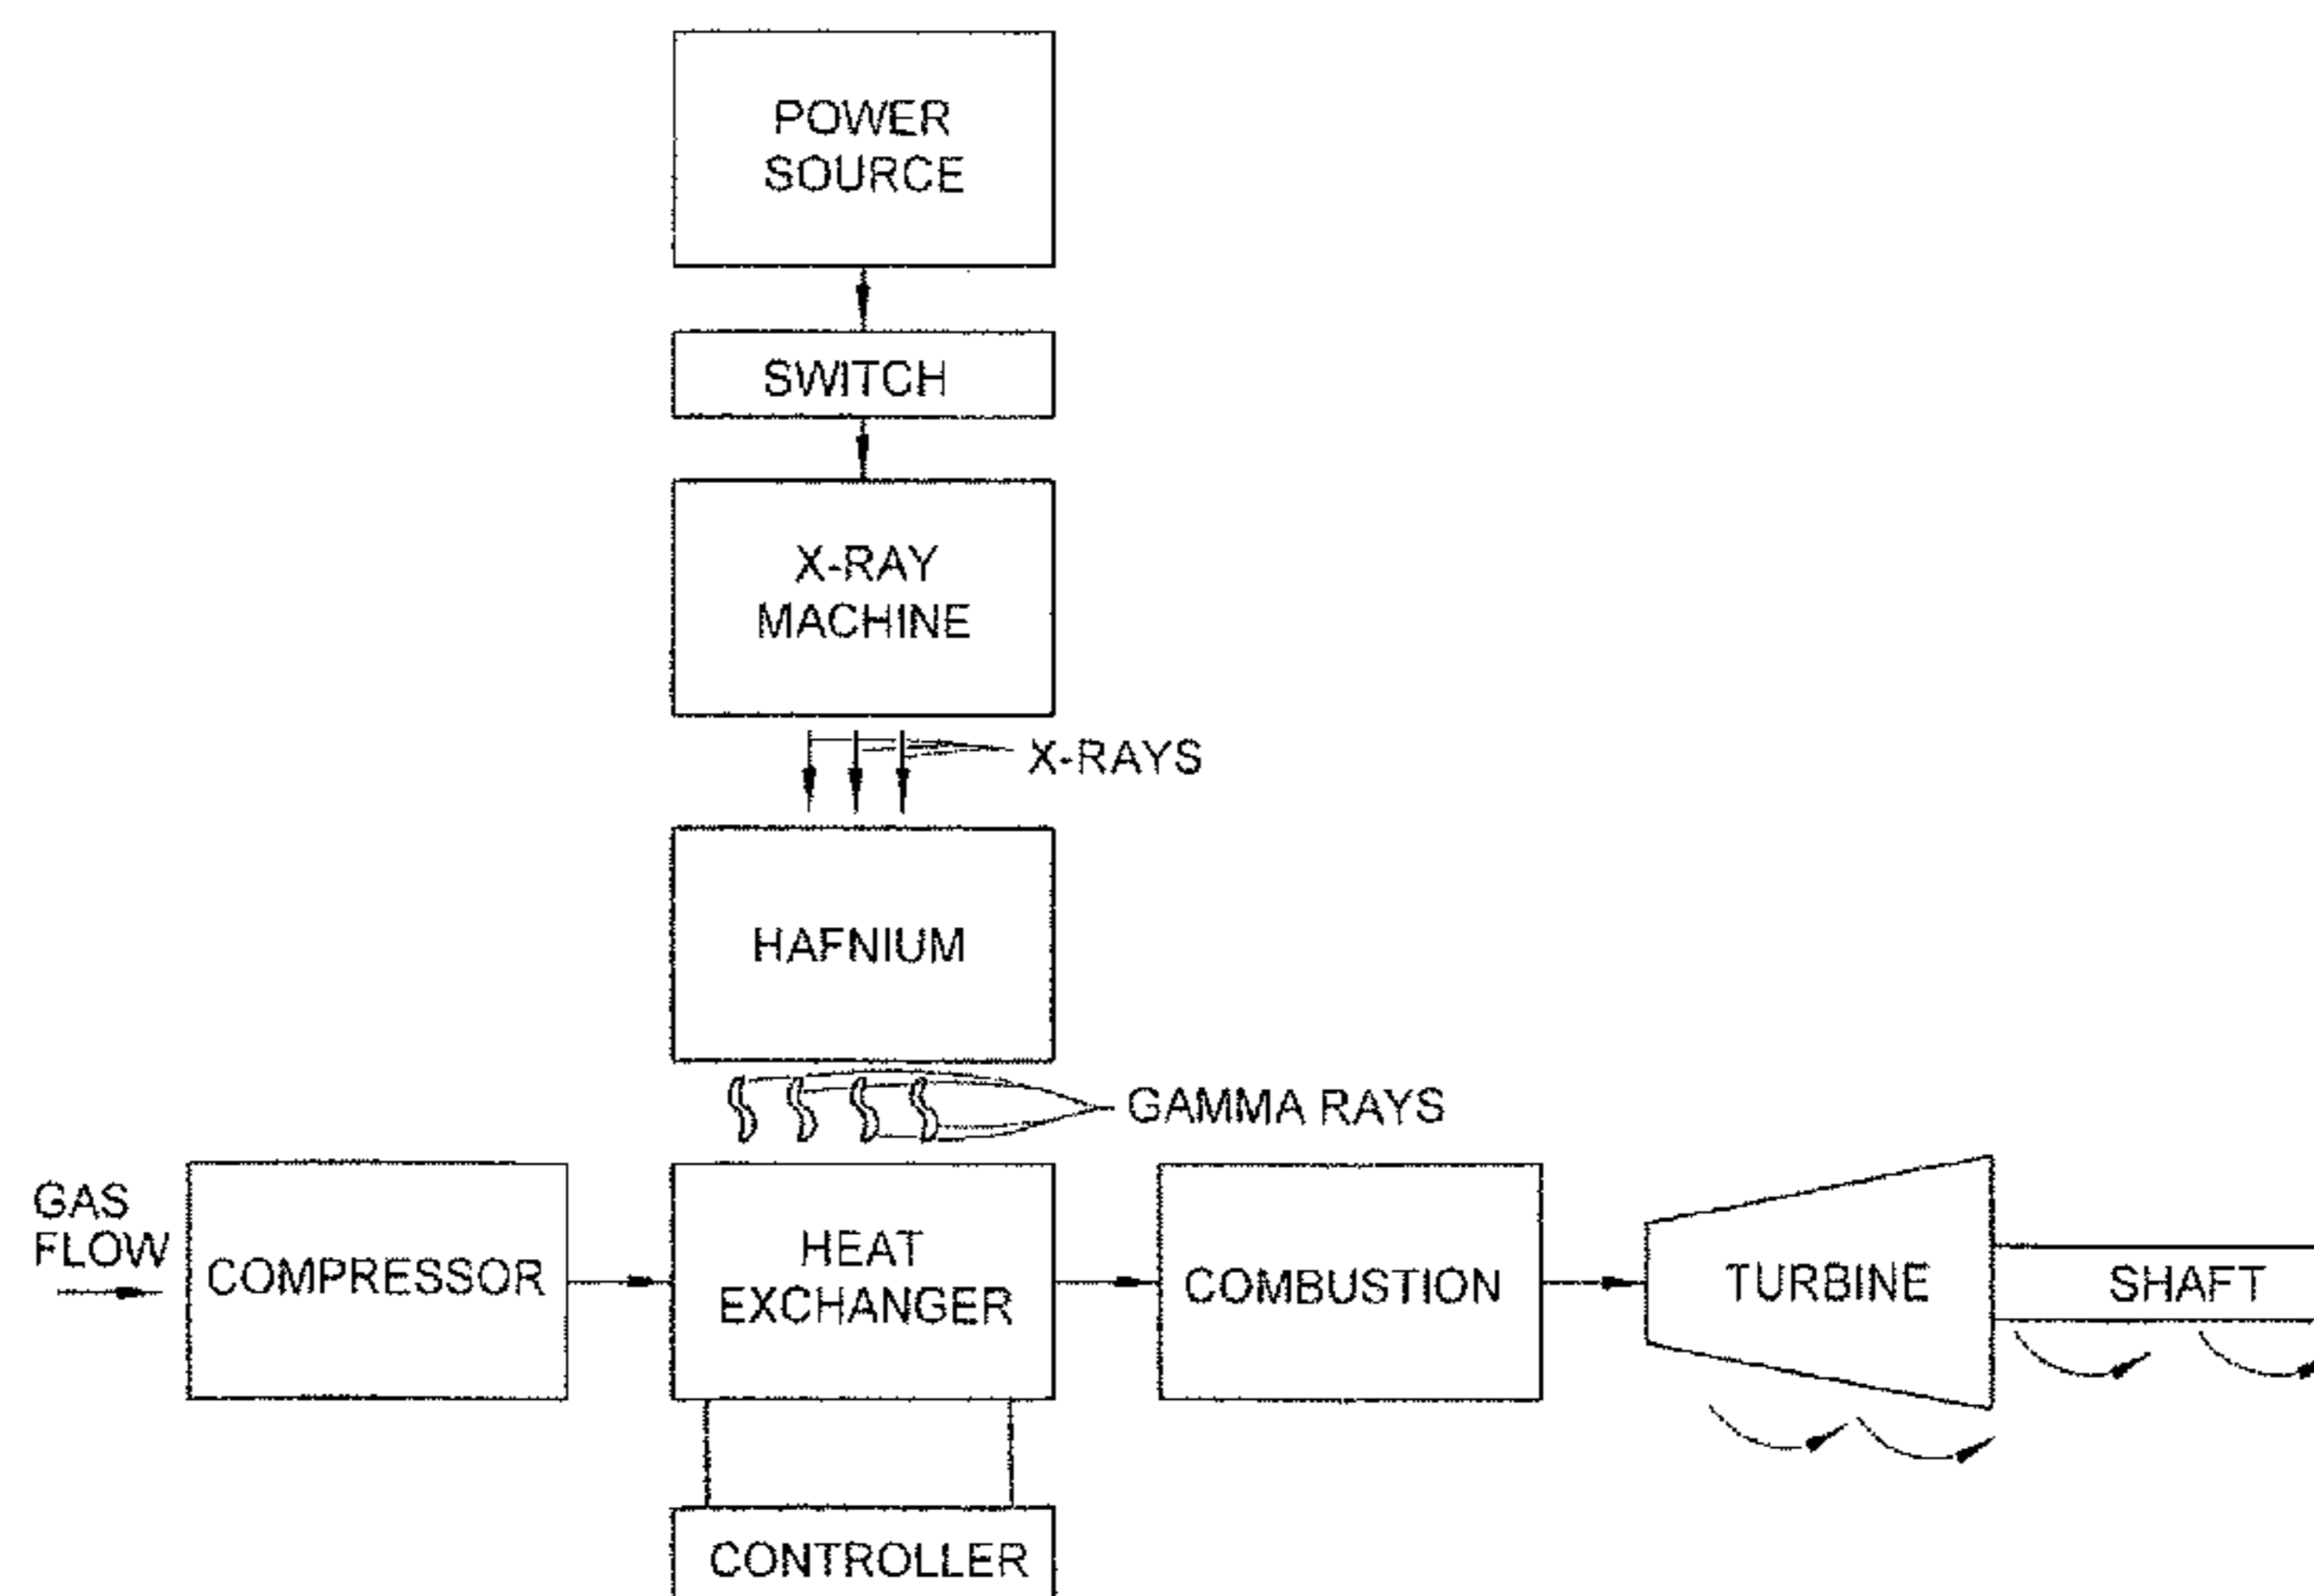 POWER
SOURCE
SWITCH
X-RAY
MACHINE
X-RAYS
HAFNIUM
GAMMA RAYS
GAS
FLOW
COMPRESSOR
HEAT
EXCHANGER
COMBUSTION
TURBINE
SHAFT
CONTROLLER